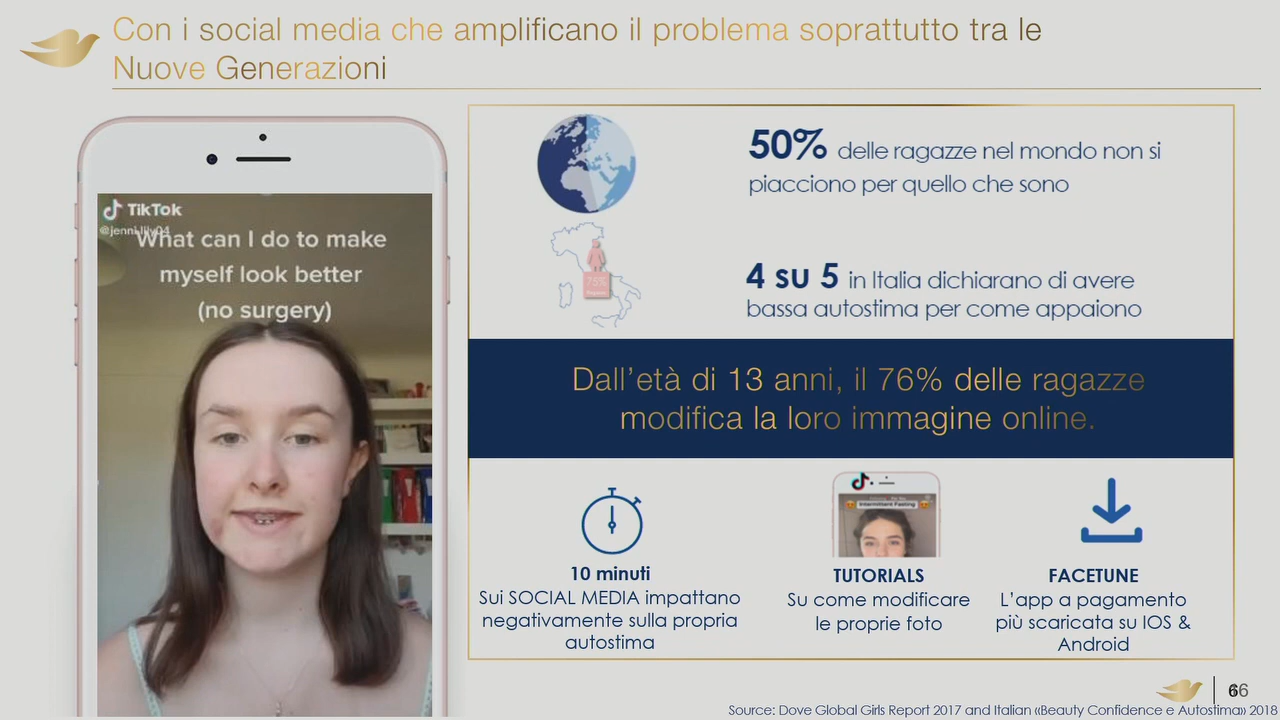 Con i social media che amplificano il problema soprattutto tra le
Nuove Generazioni
TikTok
@jenni.lily04
What can I do to make
myself look better
(no surgery)
50% delle ragazze nel mondo non si
piacciono per quello che sono
75%
4 su 5 in Italia dichiarano di avere
bassa autostima per come appaiono
Dall'età di 13 anni, il 76% delle ragazze
modifica la loro immagine online.
10 minuti
Sui SOCIAL MEDIA impattano
negativamente sulla propria
autostima
Intermittent Fasting
TUTORIALS
Su come modificare
le proprie foto
FACETUNE
L'app a pagamento
più scaricata su IOS &
Android
Source: Dove Global Girls Report 2017 and Italian «Beauty Confidence e Autostima» 2018